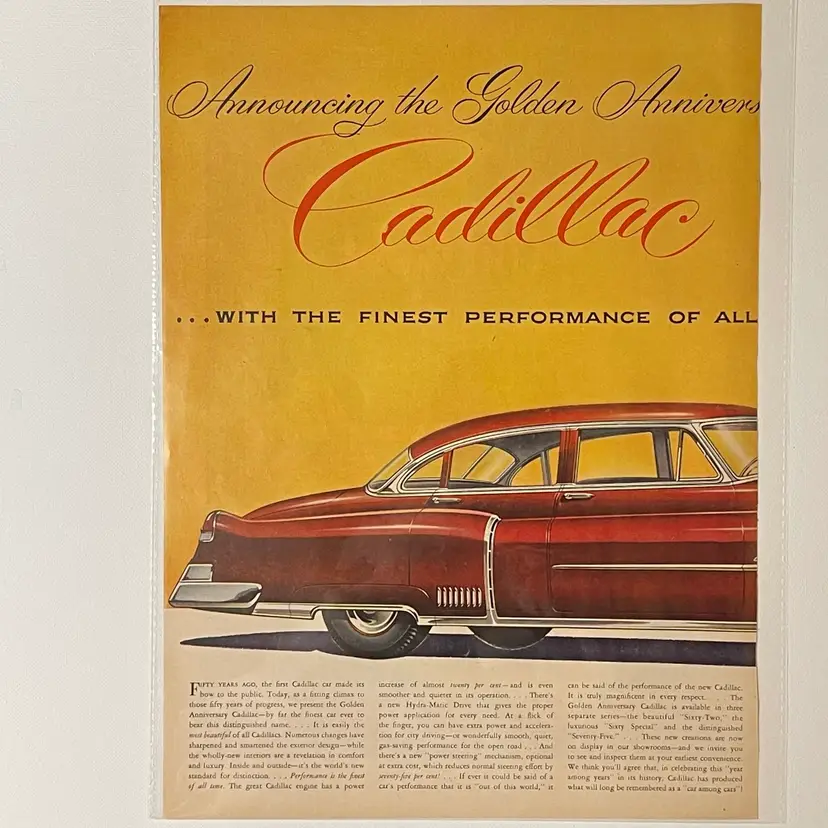 Announcing the Golden Annivers
Cadillac
...WITH THE FINEST PERFORMANCE OF ALL
FIFTY YEARS AGO, the first Cadillac car made its
bow to the public. Today, as a fitting climax to
those fifty years of progress, we present the Golden
Anniversary Cadillac—by far the finest car ever to
bear this distinguished name. . . . It is easily the
most beautiful of all Cadillacs. Numerous changes have
sharpened and smartened the exterior design—while
the wholly-new interiors are a revelation in comfort
and luxury. Inside and outside—it's the world's new
standard for distinction. . . . Performance is the finest
of all time. The great Cadillac engine has a power
increase of almost twenty per cent—and is even
smoother and quieter in its operation. . . . There's
a new Hydra-Matic Drive that gives the proper
power application for every need. At a flick of
the finger, you can have extra power and accelera-
tion for city driving—or wonderfully smooth, quiet,
gas-saving performance for the open road . . . And
there's a new "power steering" mechanism, optional
at extra cost, which reduces normal steering effort by
seventy-five per cent! . . . If ever it could be said of a
car's performance that it is "out of this world," it
can be said of the performance of the new Cadillac.
It is truly magnificent in every respect. . . . The
Golden Anniversary Cadillac is available in three
separate series—the beautiful "Sixty-Two," the
luxurious "Sixty Special" and the distinguished
"Seventy-Five." . . . These new creations are now
on display in our showrooms—and we invite you
to see and inspect them at your earliest convenience.
We think you'll agree that, in celebrating this "year
among years" in its history, Cadillac has produced
what will long be remembered as a "car among cars"!